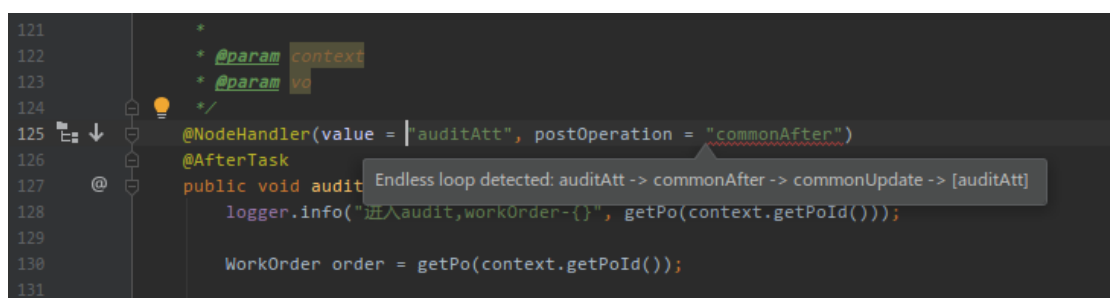 121 *
122 * @param context
123 * @param vo
124 */
125 @NodeHandler(value = "auditAtt", postOperation = "commonAfter")
126 @AfterTask
Endless loop detected: auditAtt -> commonAfter -> commonUpdate -> [auditAtt]
127 @ public void audit
128 logger.info("进入audit,workOrder-{}", getPo(context.getPoId()));
129
130 WorkOrder order = getPo(context.getPoId());
131